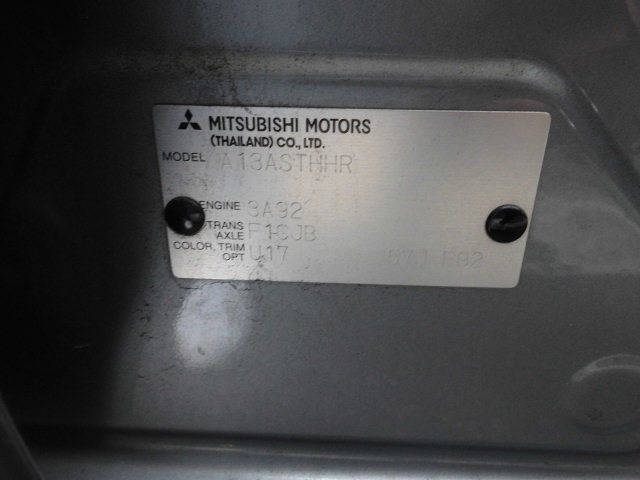 MITSUBISHI MOTORS
(THAILAND) CO., LTD.
MODEL A13ASTHHR
ENGINE 3A92
TRANS AXLE F1CJB
COLOR, TRIM OPT U17